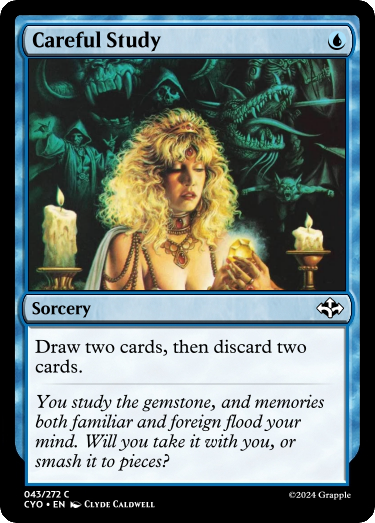 Careful Study
Sorcery
Draw two cards, then discard two
cards.
You study the gemstone, and memories
both familiar and foreign flood your
mind. Will you take it with you, or
smash it to pieces?
043/272 C
CYO • EN CLYDE CALDWELL
©2024 Grapple